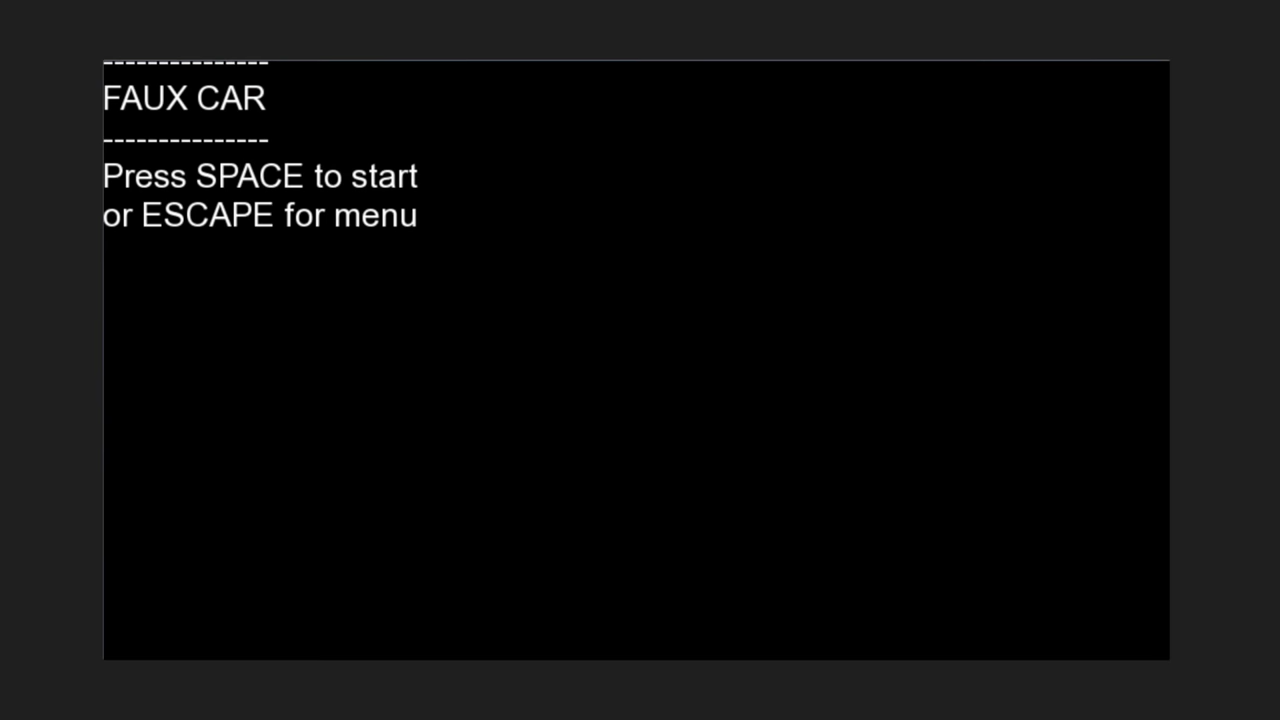 ---------------
FAUX CAR
---------------
Press SPACE to start
or ESCAPE for menu